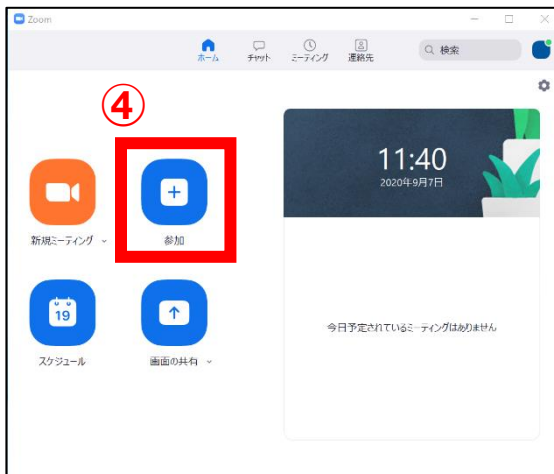 Zoom
ホーム
チャット
ミーティング
連絡先
検索
④
11:40
2020年9月7日
新規ミーティング
参加
19
スケジュール
画面の共有
今日予定されているミーティングはありません